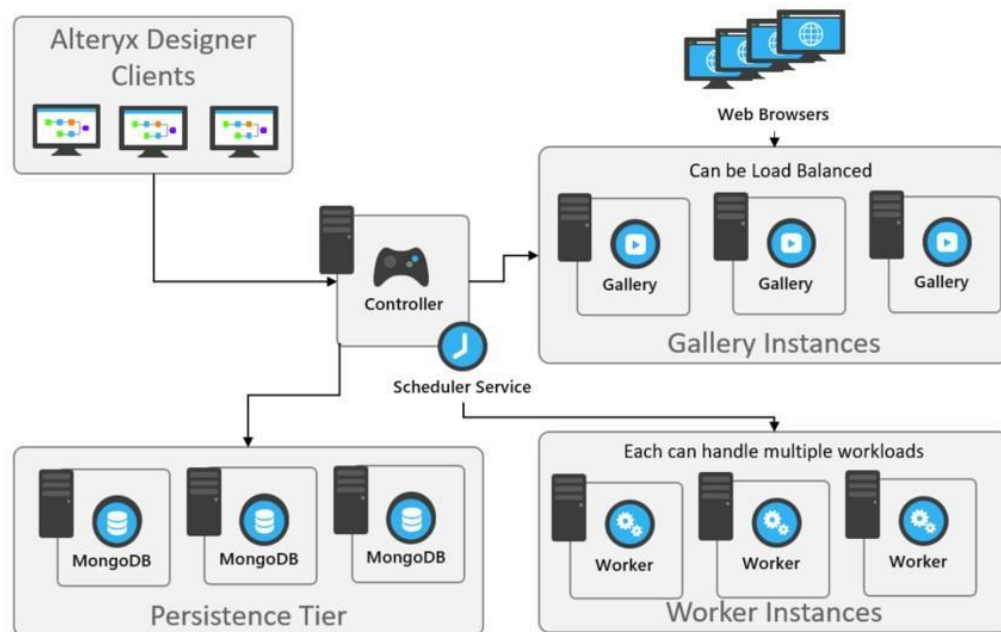 Alteryx Designer
Clients
Web Browsers
Can be Load Balanced
Gallery
Gallery
Gallery
Gallery Instances
Controller
Scheduler Service
MongoDB
MongoDB
MongoDB
Persistence Tier
Each can handle multiple workloads
Worker
Worker
Worker
Worker Instances